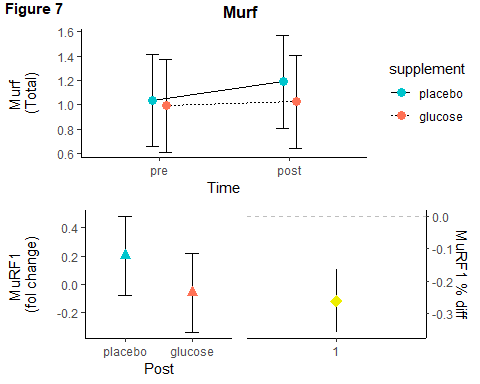 Figure 7
Murf
1.6
1.4
1.2
1.0
0.8
0.6
Murf
(Total)
pre
post
Time
supplement
placebo
glucose
0.4
0.2
0.0
-0.2
MuRF1
(fol change)
placebo
glucose
Post
0.0
-0.1
-0.2
-0.3
MuRF1 % diff
1